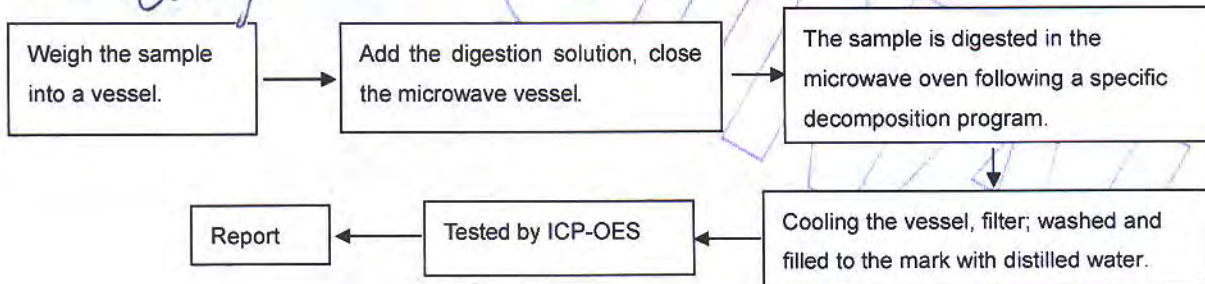 Weigh the sample
into a vessel.
Add the digestion solution, close
the microwave vessel.
The sample is digested in the
microwave oven following a specific
decomposition program.
Cooling the vessel, filter; washed and
filled to the mark with distilled water.
Tested by ICP-OES
Report